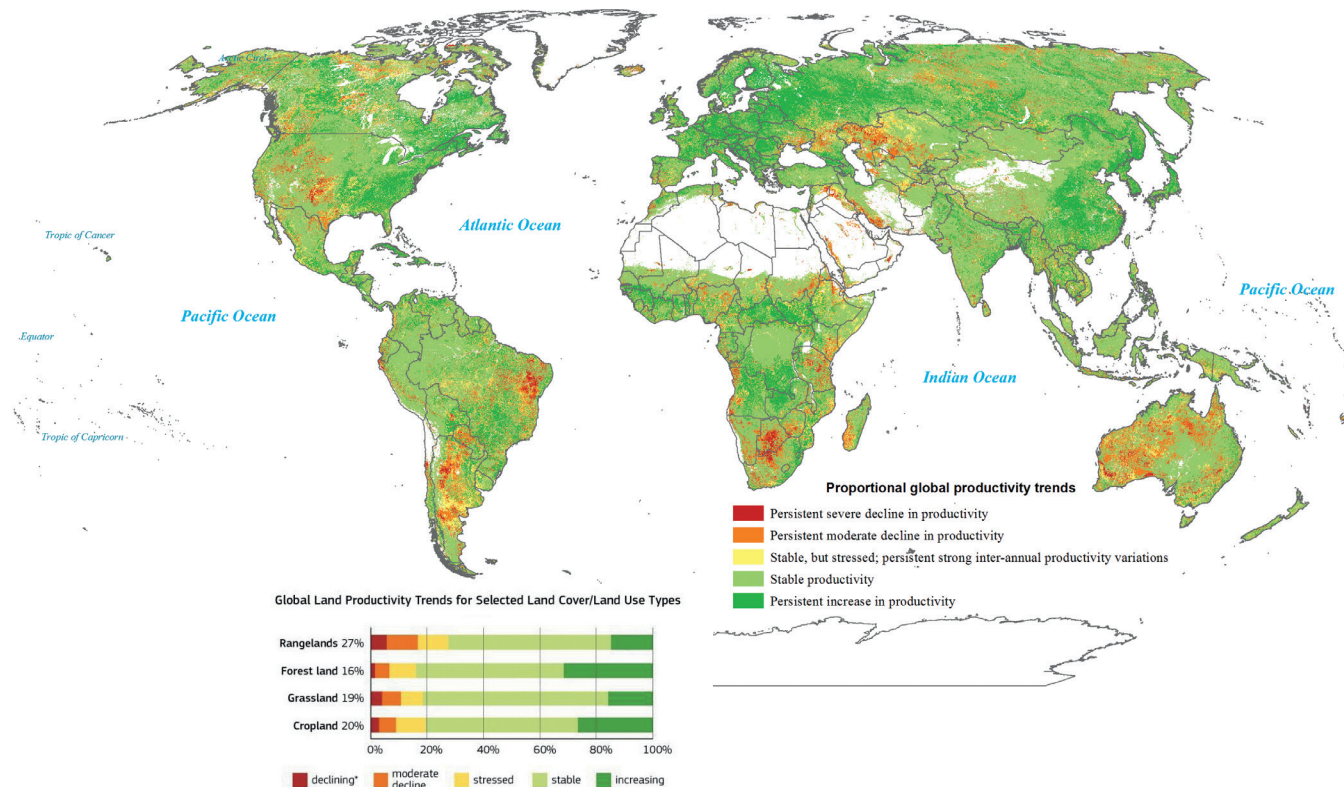 Arctic Circle
Atlantic Ocean
Tropic of Cancer
Pacific Ocean
Pacific Ocean
Equator
Indian Ocean
Tropic of Capricorn
Proportional global productivity trends
Persistent severe decline in productivity
Persistent moderate decline in productivity
Stable, but stressed; persistent strong inter-annual productivity variations
Stable productivity
Persistent increase in productivity
Global Land Productivity Trends for Selected Land Cover/Land Use Types
Rangelands 27%
Forest land 16%
Grassland 19%
Cropland 20%
0% 20% 40% 60% 80% 100%
declining* moderate decline stressed stable increasing